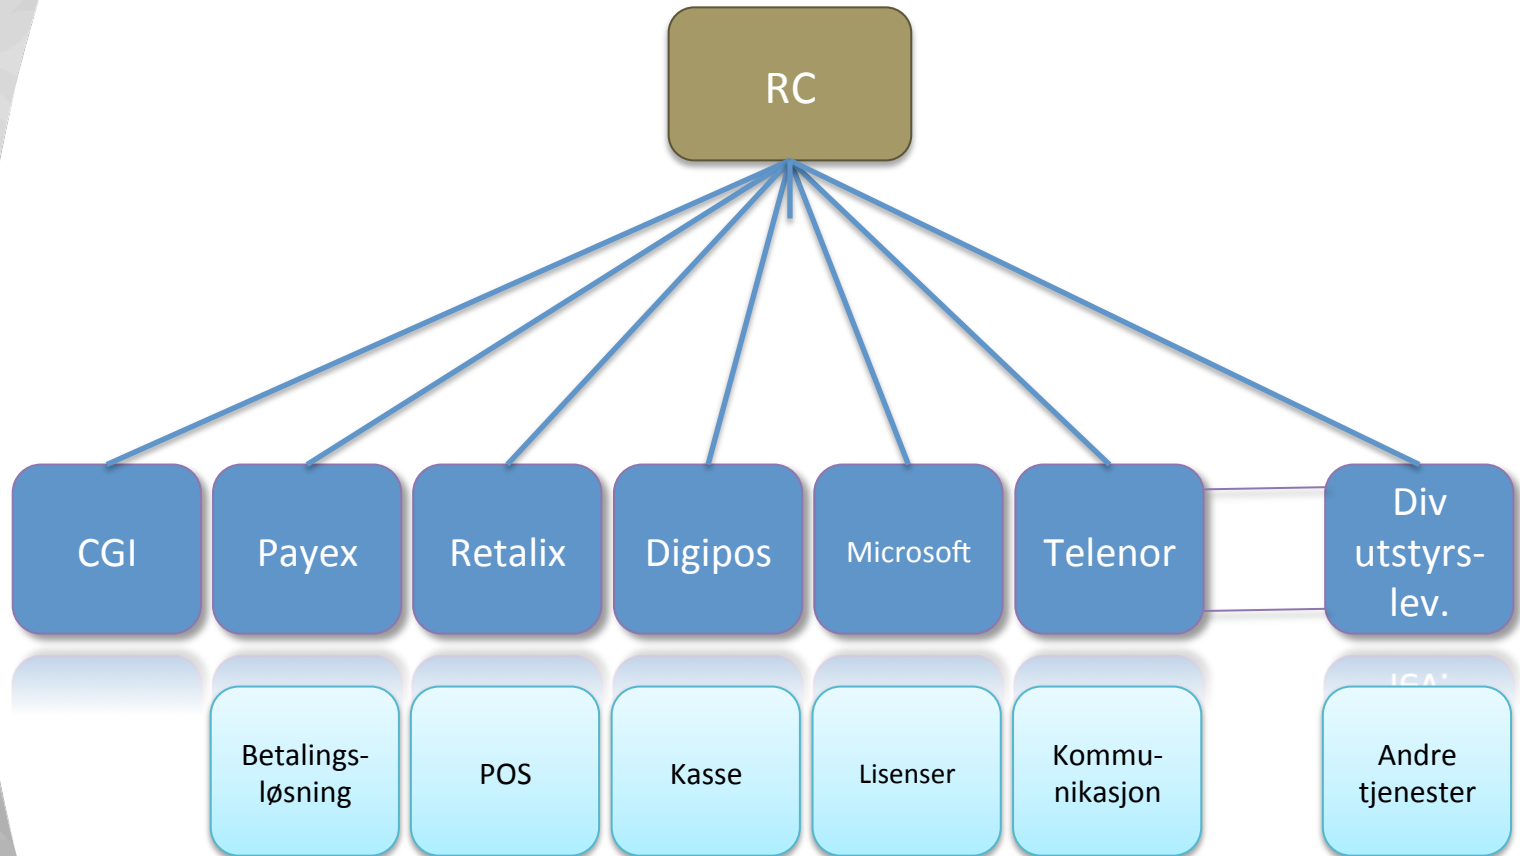 RC
CGI
Payex
Retalix
Digipos
Microsoft
Telenor
Div
utstyrs-
lev.
Betalings-
løsning
POS
Kasse
Lisenser
Kommu-
nikasjon
Andre
tjenester